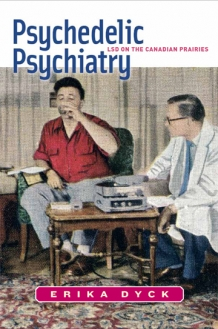 Psychedelic
Psychiatry
LSD ON THE CANADIAN PRAIRIES
ERIKA DYCK